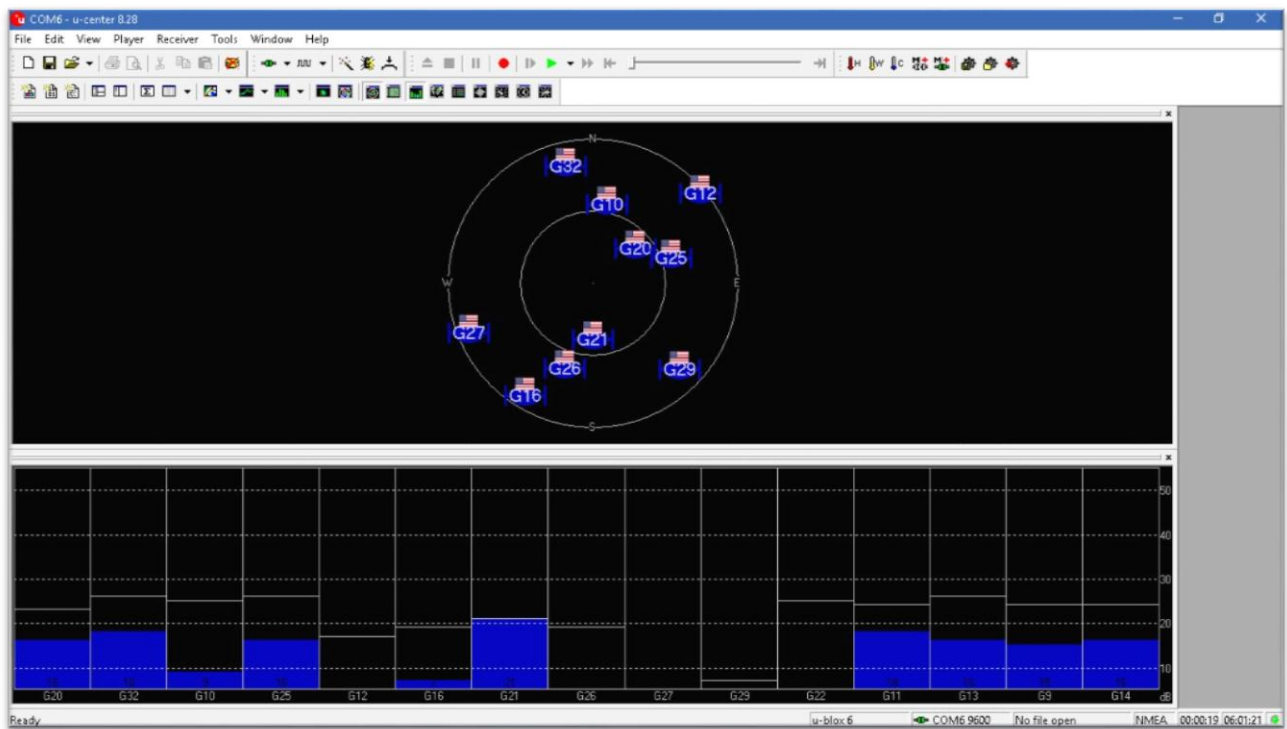 COM6 - u-center 8.28
File Edit View Player Receiver Tools Window Help
N
G32
G12
G10
G20
G25
W
E
G27
G21
G26
G29
G16
S
50
40
30
20
10
G20 G32 G10 G25 G12 G16 G21 G26 G27 G29 G22 G11 G13 G9 G14 dB
Ready u-blox 6 COM6 9600 No file open NMEA 00:00:19 06:01:21